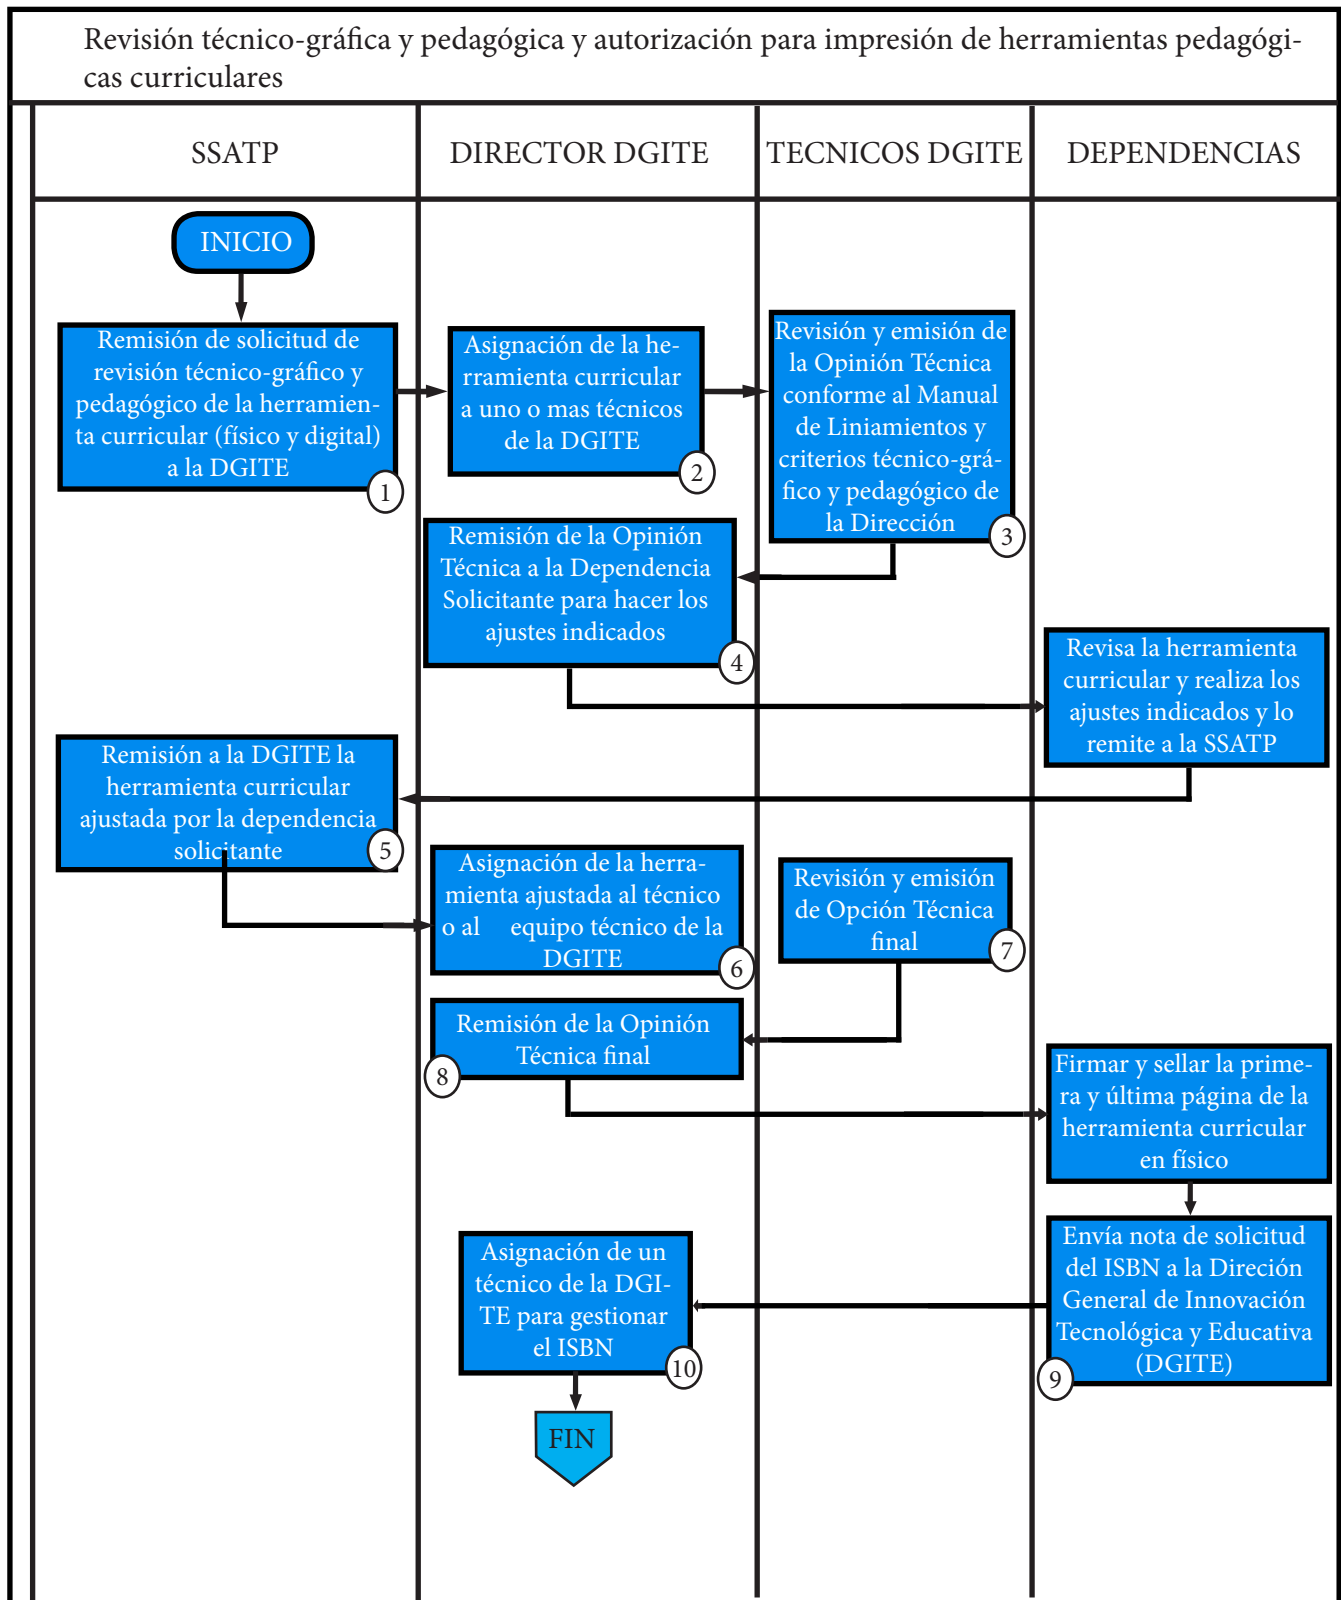 Revisión técnico-gráfica y pedagógica y autorización para impresión de herramientas pedagógi-
cas curriculares
SSATP
DIRECTOR DGITE
TECNICOS DGITE
DEPENDENCIAS
INICIO
Remisión de solicitud de
revisión técnico-gráfico y
pedagógico de la herramien-
ta curricular (físico y digital)
a la DGITE
1
Asignación de la he-
rramienta curricular
a uno o mas técnicos
de la DGITE
2
Revisión y emisión de
la Opinión Técnica
conforme al Manual
de Liniamientos y
criterios técnico-grá-
fico y pedagógico de
la Dirección
3
Remisión de la Opinión
Técnica a la Dependencia
Solicitante para hacer los
ajustes indicados
4
Revisa la herramienta
curricular y realiza los
ajustes indicados y lo
remite a la SSATP
Remisión a la DGITE la
herramienta curricular
ajustada por la dependencia
solicitante
5
Asignación de la herra-
mienta ajustada al técnico
o al equipo técnico de la
DGITE
6
Revisión y emisión
de Opción Técnica
final
7
Remisión de la Opinión
Técnica final
8
Firmar y sellar la prime-
ra y última página de la
herramienta curricular
en físico
Envía nota de solicitud
del ISBN a la Direción
General de Innovación
Tecnológica y Educativa
(DGITE)
9
Asignación de un
técnico de la DGI-
TE para gestionar
el ISBN
10
FIN